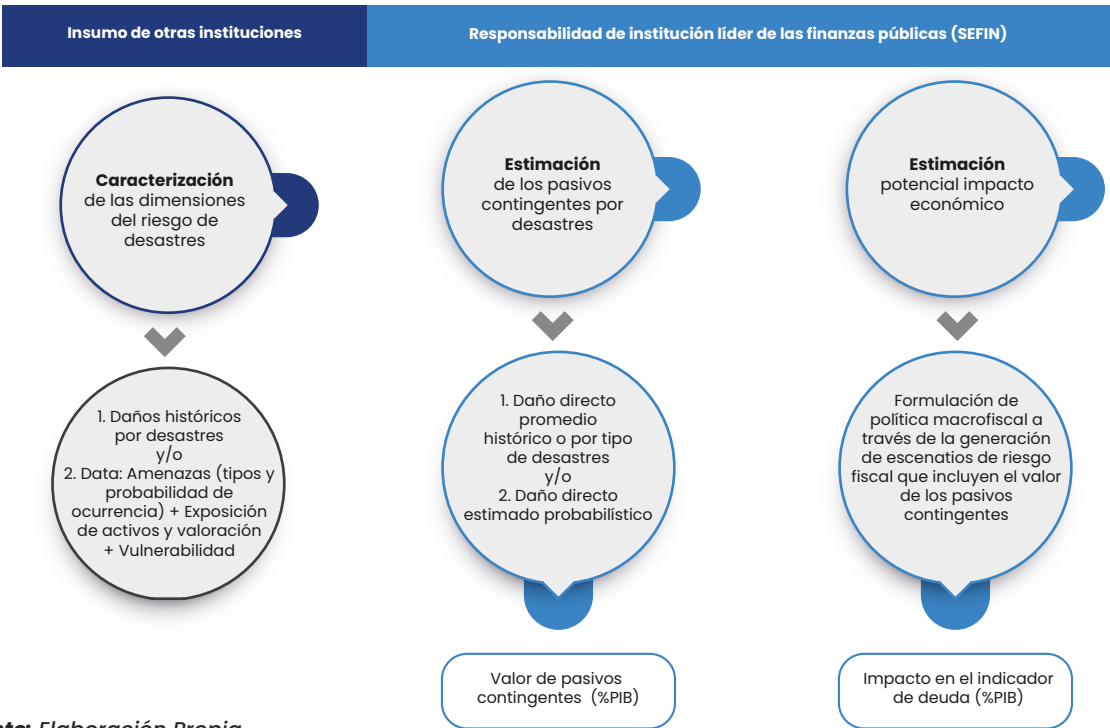 Insumo de otras instituciones
Responsabilidad de institución líder de las finanzas públicas (SEFIN)
Caracterización
de las dimensiones
del riesgo de
desastres
Estimación
de los pasivos
contingentes por
desastres
Estimación
potencial impacto
económico
1. Daños históricos
por desastres
y/o
2. Data: Amenazas (tipos y
probabilidad de
ocurrencia) + Exposición
de activos y valoración
+ Vulnerabilidad
1. Daño directo
promedio
histórico o por tipo
de desastres
y/o
2. Daño directo
estimado probabilístico
Formulación de
política macrofiscal a
través de la generación
de escenatios de riesgo
fiscal que incluyen el valor
de los pasivos
contingentes
Valor de pasivos
contingentes (%PIB)
Impacto en el indicador
de deuda (%PIB)
Elaboración Propia